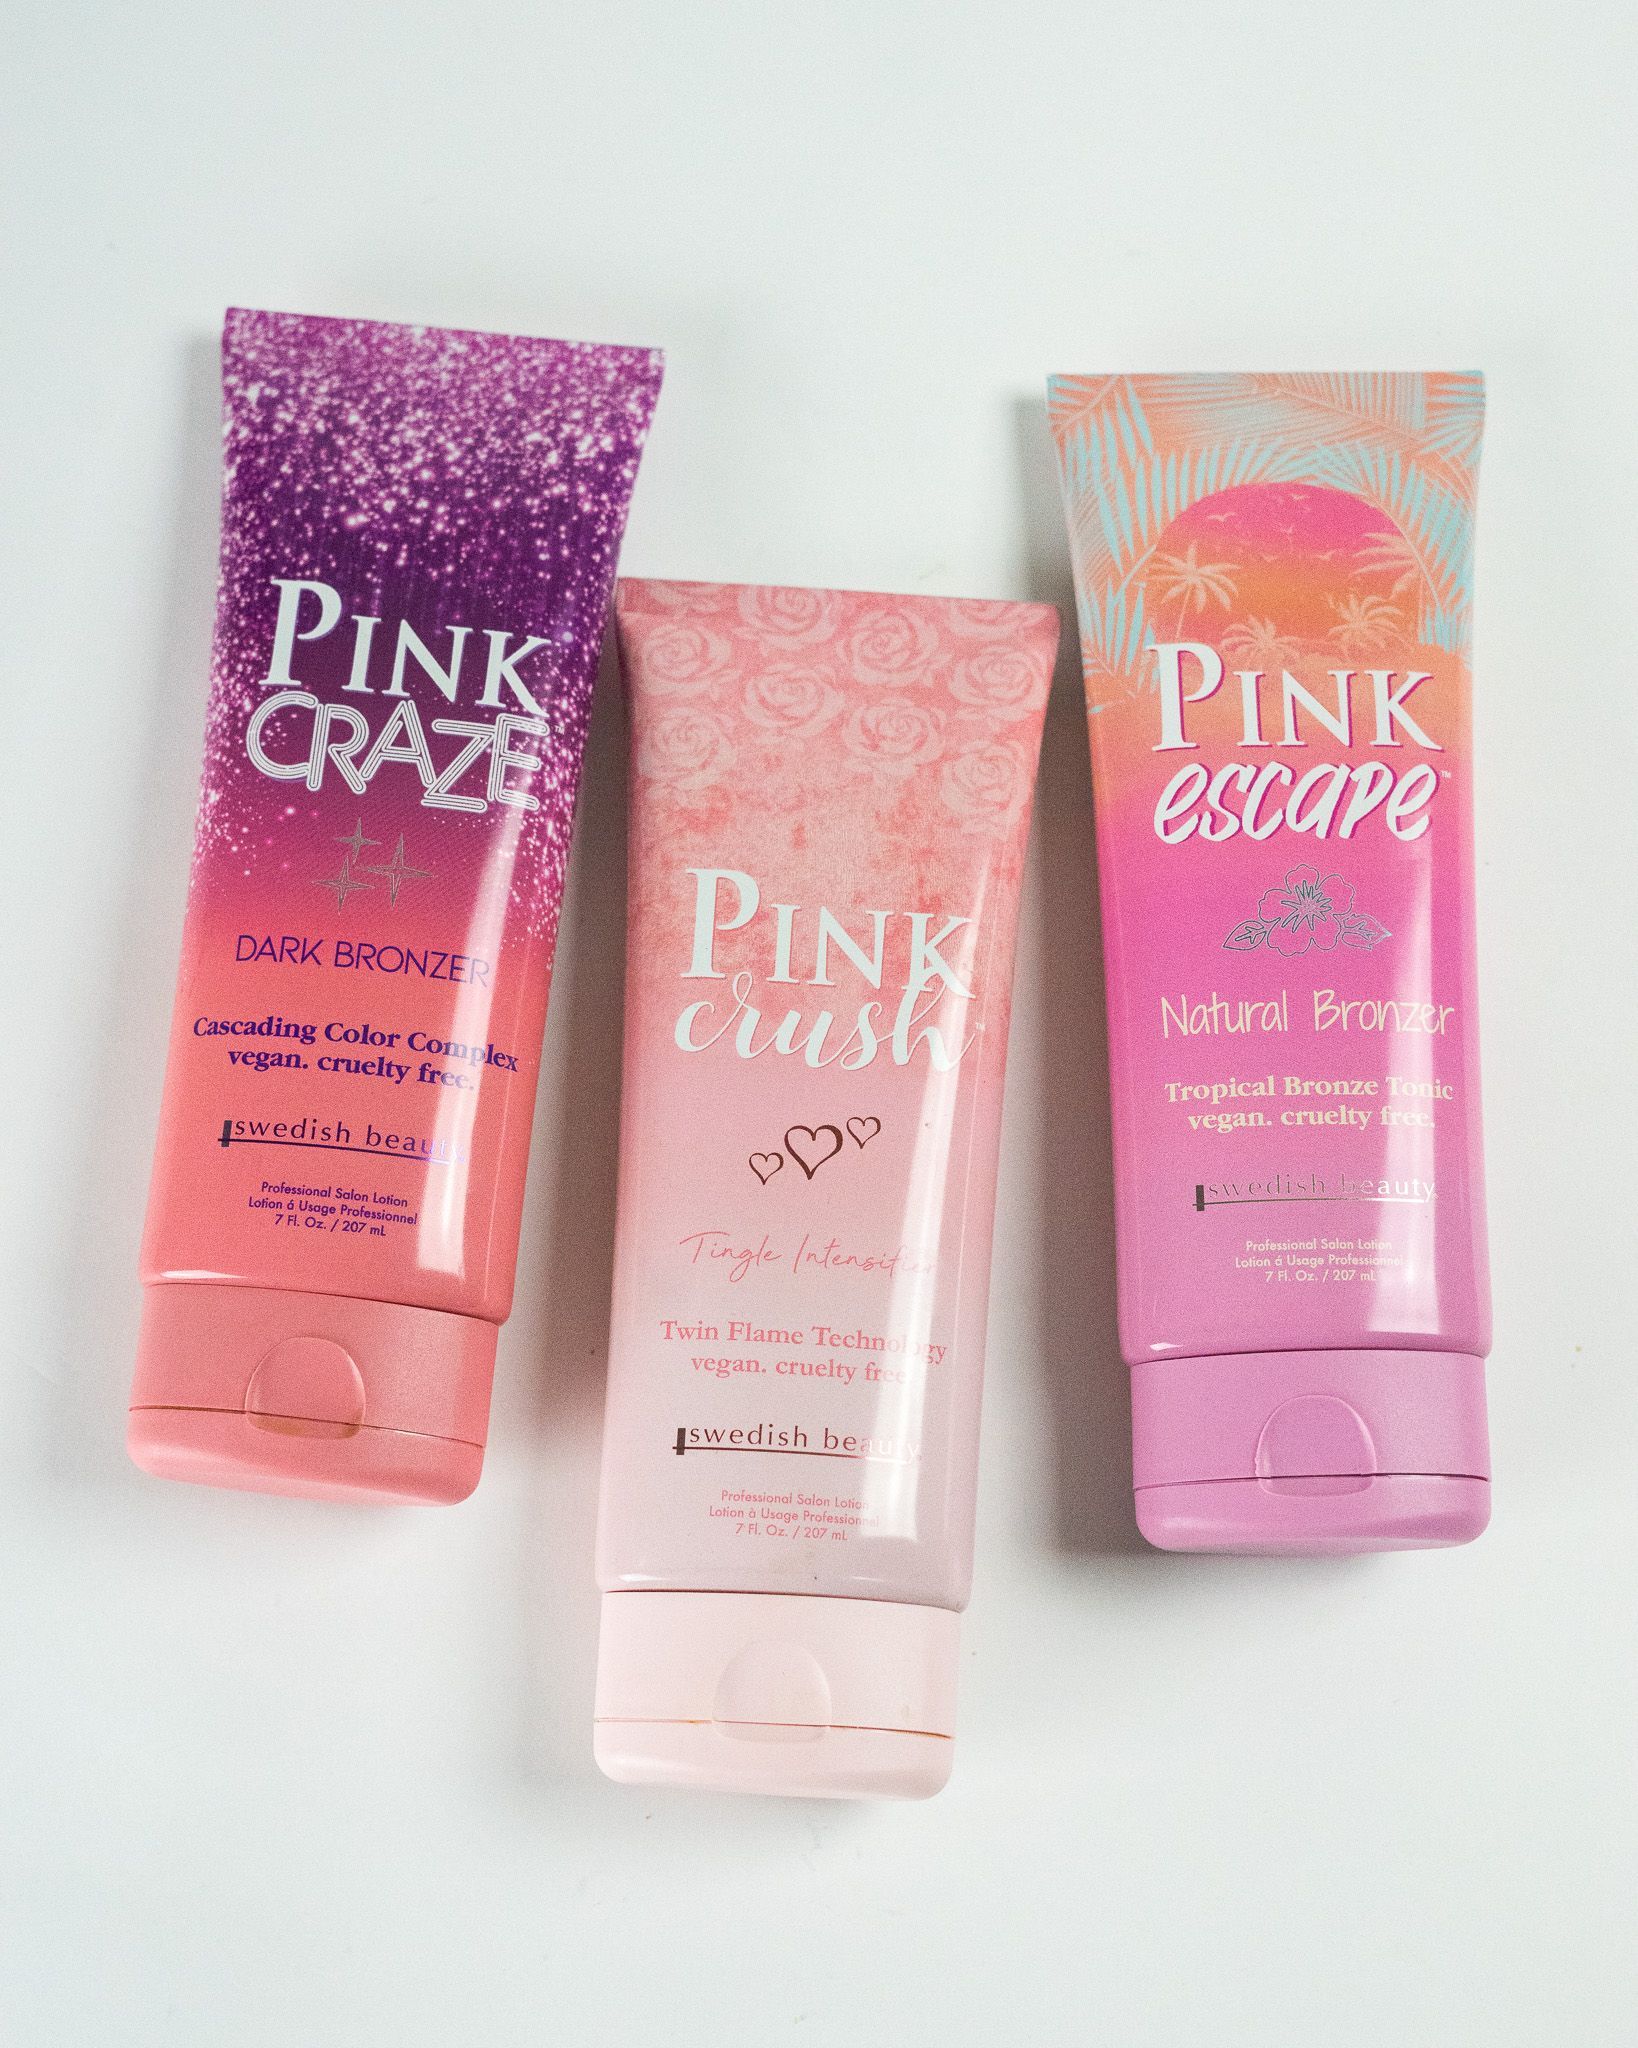 PINK
CRAZE
DARK BRONZER
Cascading Color Complex
vegan. cruelty free.
swedish beauty
Professional Salon Lotion
Lotion á Usage Professionnel
7 Fl. Oz. / 207 mL
PINK
crush™
Tingle Intensifier
Twin Flame Technology
vegan. cruelty free.
swedish beauty
Professional Salon Lotion
Lotion à Usage Professionnel
7 Fl. Oz. / 207 mL
PINK
escape™
Natural Bronzer
Tropical Bronze Tonic
vegan. cruelty free.
swedish beauty
Professional Salon Lotion
Lotion á Usage Professionnel
7 Fl. Oz. / 207 mL